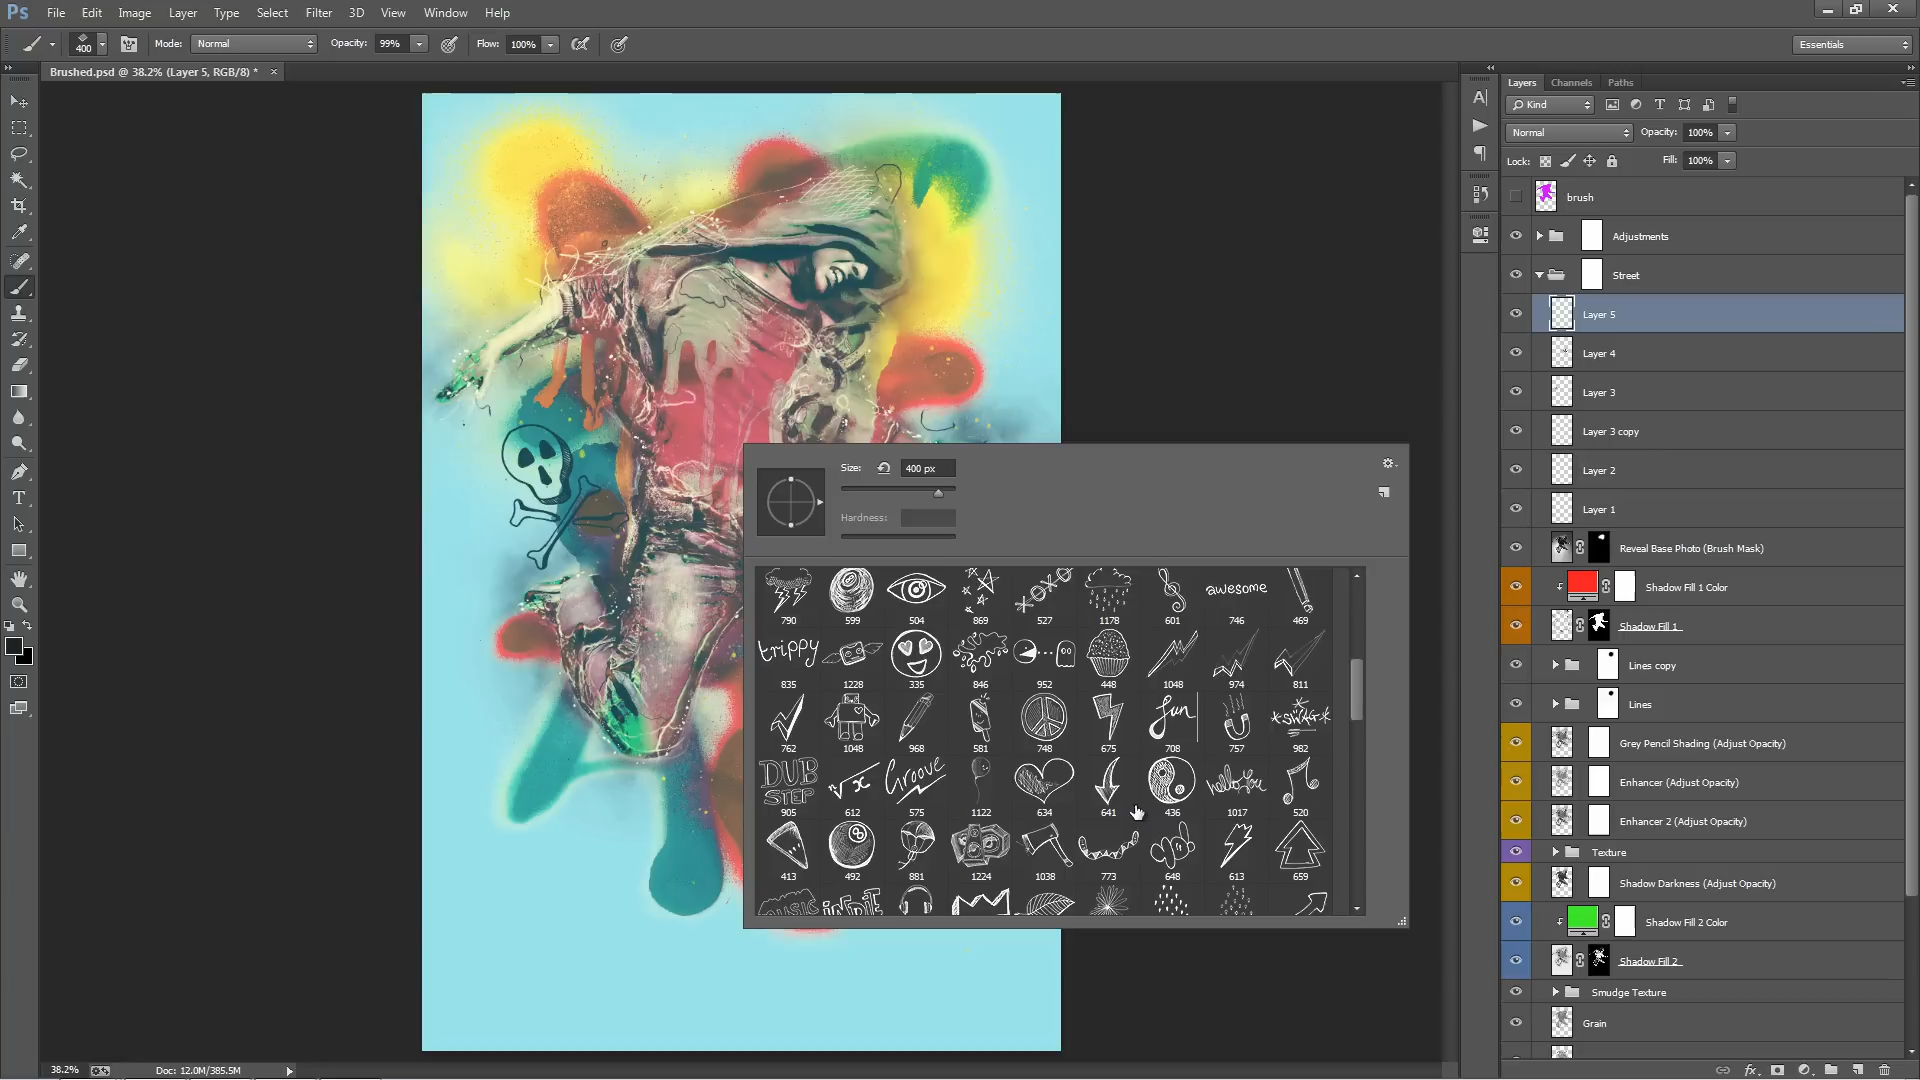 Ps File Edit Image Layer Type Select Filter 3D View Window Help
400 Mode: Normal Opacity: 99% Flow: 100% Essentials
Brushed.psd @ 38.2% (Layer 5, RGB/8) * ×
Layers Channels Paths
Kind
Normal Opacity: 100%
Lock: Fill: 100%
brush
Adjustments
Street
Layer 5
Layer 4
Layer 3
Layer 3 copy
Layer 2
Layer 1
Reveal Base Photo (Brush Mask)
Shadow Fill 1 Color
Shadow Fill 1
Lines copy
Lines
Grey Pencil Shading (Adjust Opacity)
Enhancer (Adjust Opacity)
Enhancer 2 (Adjust Opacity)
Texture
Shadow Darkness (Adjust Opacity)
Shadow Fill 2 Color
Shadow Fill 2
Smudge Texture
Grain
Size: 400 px
Hardness:
awesome
790 599 504 869 527 1178 601 746 469
trippy
835 1228 335 846 952 448 1048 974 811
fun *SWAG*
762 1048 968 581 748 675 708 757 982
DUB STEP √x Groove hello you
905 612 575 1122 634 641 436 1017 520
8
413 492 881 1224 1038 773 648 613 659
MUSIC INDIE
38.2% Doc: 12.0M/385.5M